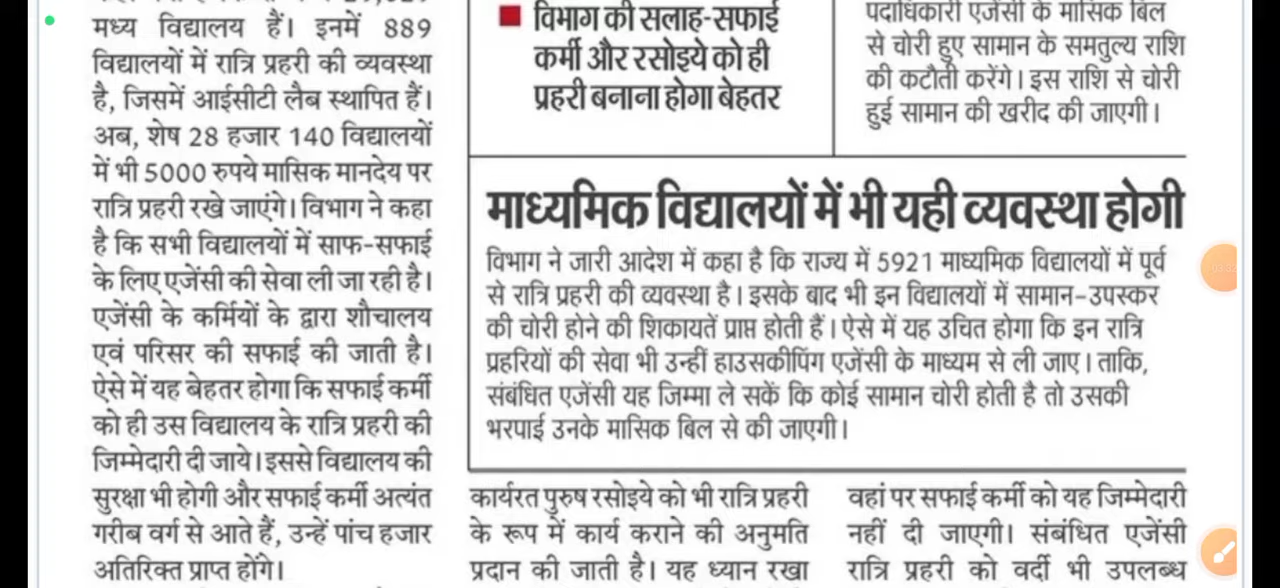 मध्य विद्यालय हैं। इनमें 889
विद्यालयों में रात्रि प्रहरी की व्यवस्था
है, जिसमें आईसीटी लैब स्थापित हैं।
अब, शेष 28 हजार 140 विद्यालयों
में भी 5000 रुपये मासिक मानदेय पर
रात्रि प्रहरी रखे जाएंगे। विभाग ने कहा
है कि सभी विद्यालयों में साफ-सफाई
के लिए एजेंसी की सेवा ली जा रही है।
एजेंसी के कर्मियों के द्वारा शौचालय
एवं परिसर की सफाई की जाती है।
ऐसे में यह बेहतर होगा कि सफाई कर्मी
को ही उस विद्यालय के रात्रि प्रहरी की
जिम्मेदारी दी जाये। इससे विद्यालय की
सुरक्षा भी होगी और सफाई कर्मी अत्यंत
गरीब वर्ग से आते हैं, उन्हें पांच हजार
अतिरिक्त प्राप्त होंगे।
विभाग की सलाह-सफाई
कर्मी और रसोइये को ही
प्रहरी बनाना होगा बेहतर
पदाधिकारी एजेंसी के मासिक बिल
से चोरी हुए सामान के समतुल्य राशि
की कटौती करेंगे। इस राशि से चोरी
हुई सामान की खरीद की जाएगी।
माध्यमिक विद्यालयों में भी यही व्यवस्था होगी
विभाग ने जारी आदेश में कहा है कि राज्य में 5921 माध्यमिक विद्यालयों में पूर्व
से रात्रि प्रहरी की व्यवस्था है। इसके बाद भी इन विद्यालयों में सामान-उपस्कर
की चोरी होने की शिकायतें प्राप्त होती हैं। ऐसे में यह उचित होगा कि इन रात्रि
प्रहरियों की सेवा भी उन्हीं हाउसकीपिंग एजेंसी के माध्यम से ली जाए। ताकि,
संबंधित एजेंसी यह जिम्मा ले सकें कि कोई सामान चोरी होती है तो उसकी
भरपाई उनके मासिक बिल से की जाएगी।
कार्यरत पुरुष रसोइये को भी रात्रि प्रहरी
के रूप में कार्य कराने की अनुमति
प्रदान की जाती है। यह ध्यान रखा
वहां पर सफाई कर्मी को यह जिम्मेदारी
नहीं दी जाएगी। संबंधित एजेंसी
रात्रि प्रहरी को वर्दी भी उपलब्ध